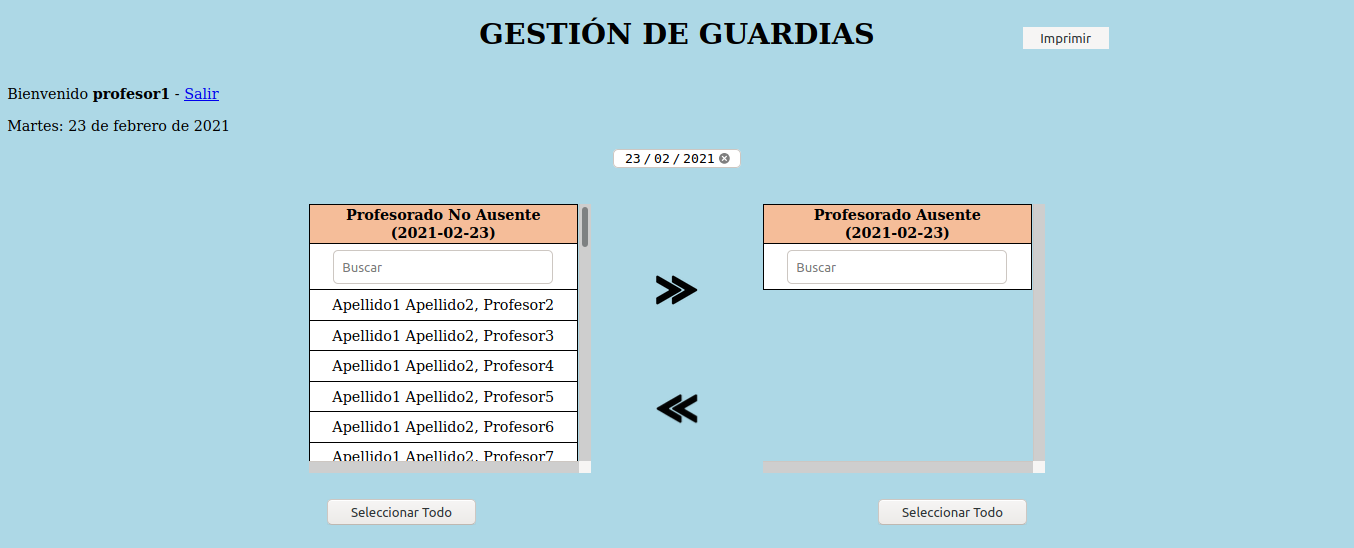 GESTIÓN DE GUARDIAS
Imprimir
Bienvenido profesor1 - Salir
Martes: 23 de febrero de 2021
23 / 02 / 2021
Profesorado No Ausente
(2021-02-23)
Buscar
Apellido1 Apellido2, Profesor2
Apellido1 Apellido2, Profesor3
Apellido1 Apellido2, Profesor4
Apellido1 Apellido2, Profesor5
Apellido1 Apellido2, Profesor6
Apellido1 Apellido2, Profesor7
Seleccionar Todo
Profesorado Ausente
(2021-02-23)
Buscar
Seleccionar Todo